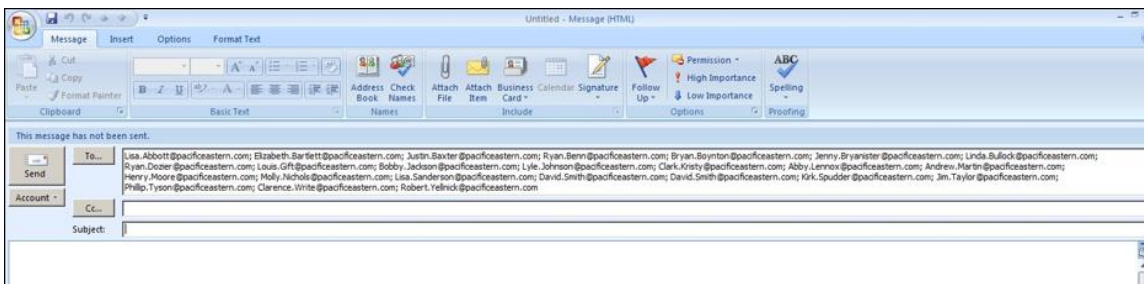 Untitled - Message (HTML)
Message Insert Options Format Text
Cut
Copy
Paste
Format Painter
Clipboard
B I U
Basic Text
Address Book
Check Names
Names
Attach File
Attach Item
Business Card
Calendar
Signature
Include
Follow Up
Permission
High Importance
Low Importance
Options
ABC
Spelling
Proofing
This message has not been sent.
Send
Account
To...
Lisa.Abbott@pacificeastern.com; Elizabeth.Bartlett@pacificeastern.com; Justin.Baxter@pacificeastern.com; Ryan.Benn@pacificeastern.com; Bryan.Boynton@pacificeastern.com; Jenny.Bryanister@pacificeastern.com; Linda.Bullock@pacificeastern.com;
Ryan.Dozier@pacificeastern.com; Louis.Gift@pacificeastern.com; Bobby.Jackson@pacificeastern.com; Lyle.Johnson@pacificeastern.com; Clark.Kristy@pacificeastern.com; Abby.Lennox@pacificeastern.com; Andrew.Martin@pacificeastern.com;
Henry.Moore@pacificeastern.com; Molly.Nichols@pacificeastern.com; Lisa.Sanderson@pacificeastern.com; David.Smith@pacificeastern.com; David.Smith@pacificeastern.com; Kirk.Spudder@pacificeastern.com; Jim.Taylor@pacificeastern.com;
Philip.Tyson@pacificeastern.com; Clarence.Write@pacificeastern.com; Robert.Yellnick@pacificeastern.com
Cc...
Subject: